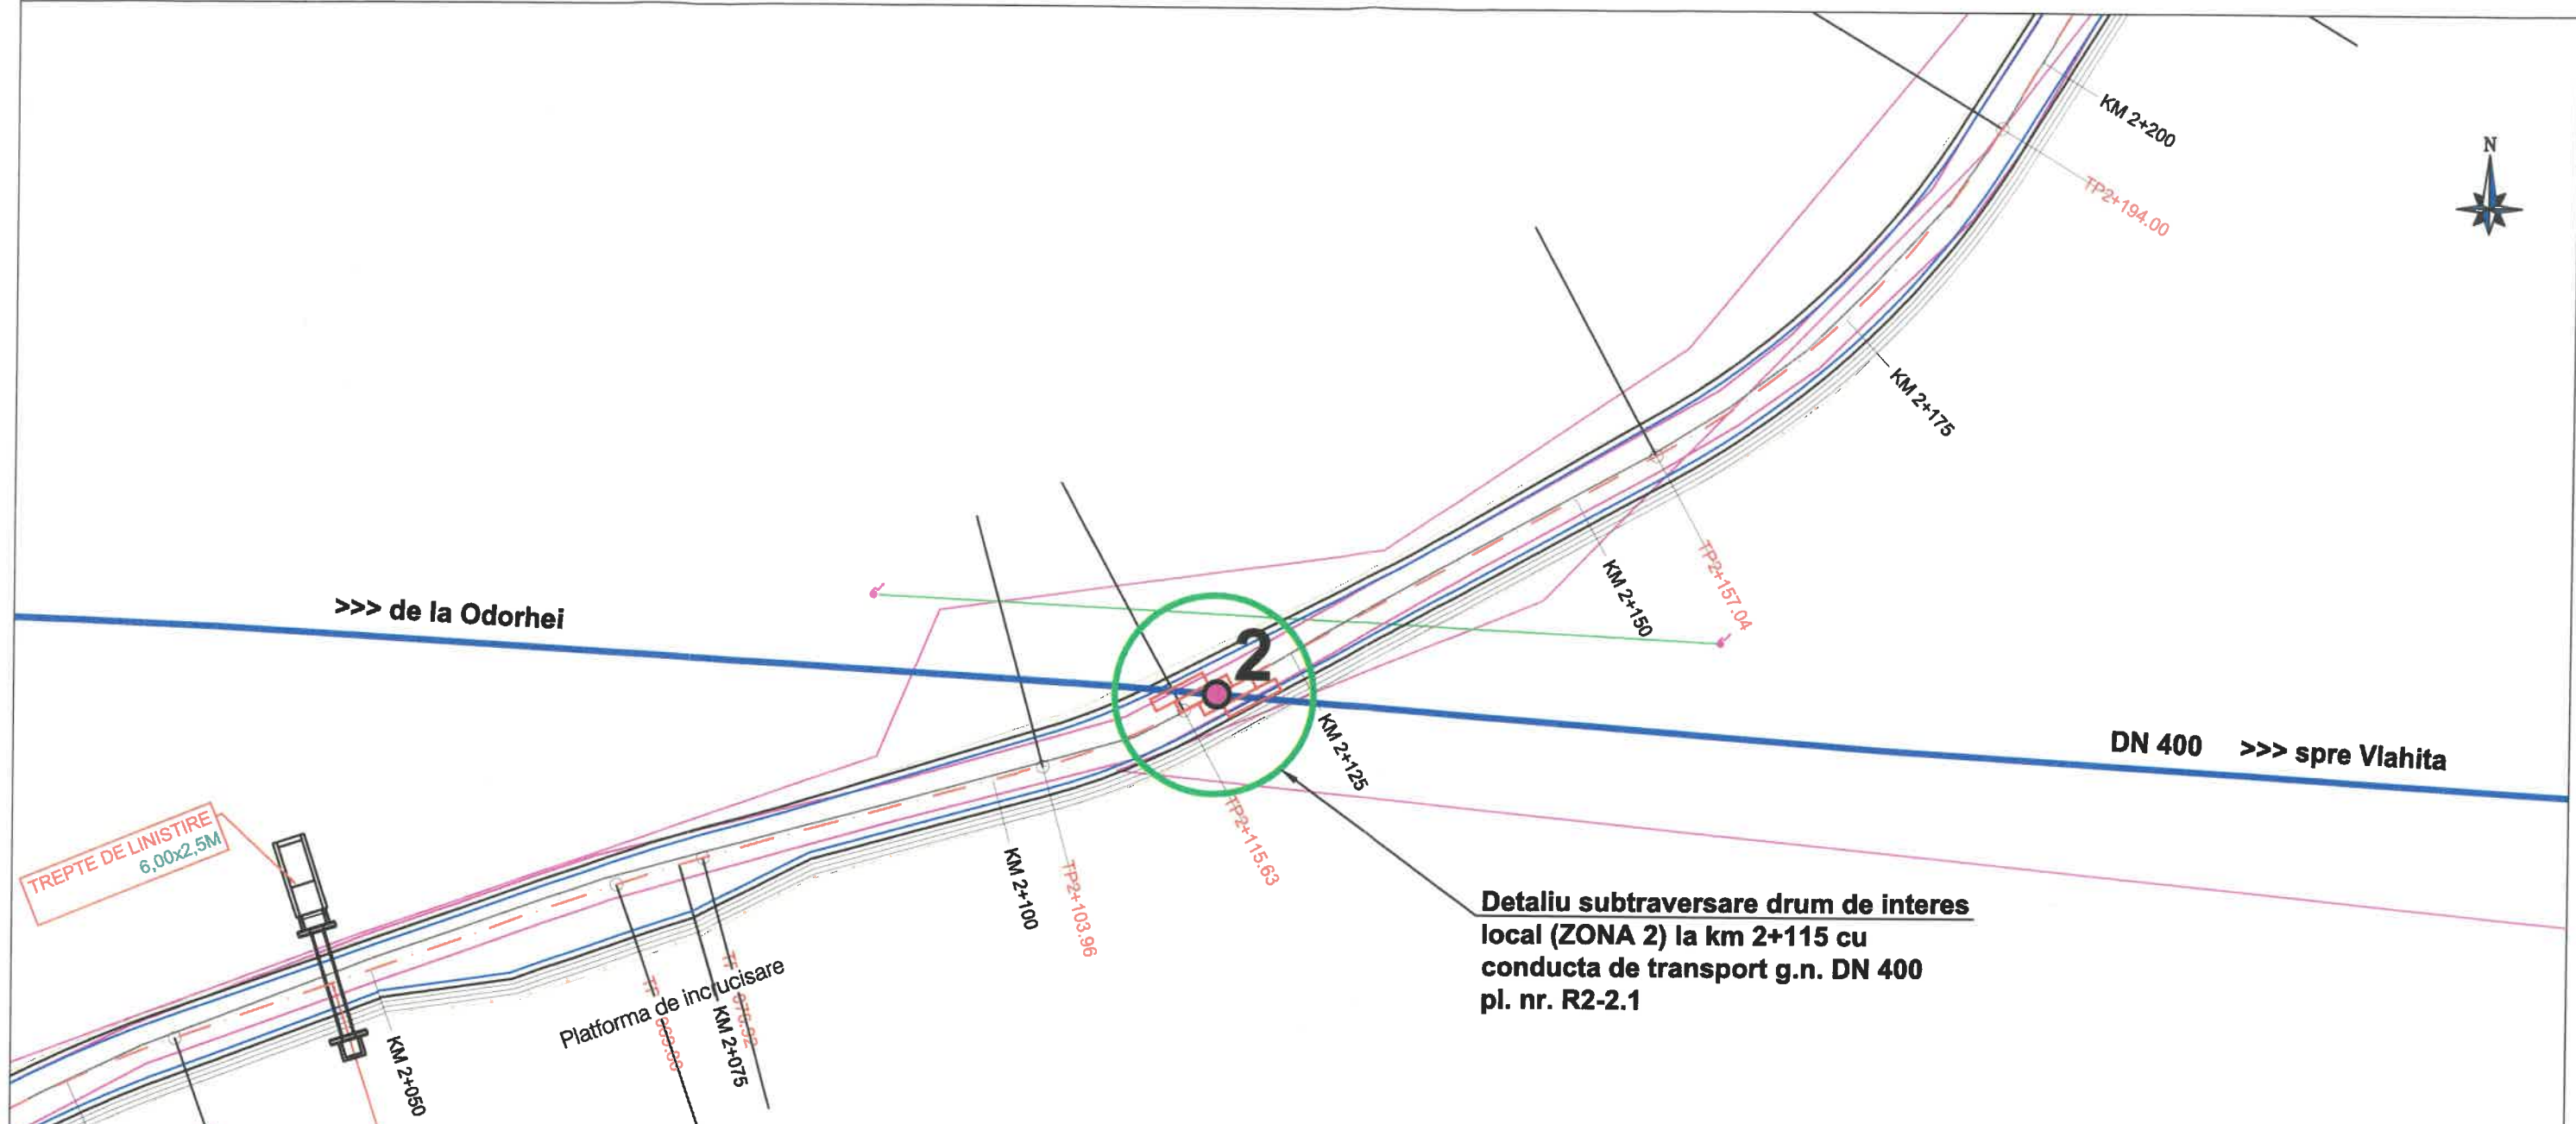 N
KM 2+200
TP2+194.00
KM 2+175
TP2+157.04
KM 2+150
>>> de la Odorhei
2
KM 2+125
DN 400 >>> spre Vlahita
TP2+115.63
TREPTE DE LINISTIRE
6,00x2,5M
KM 2+100
TP2+103.96
Detaliu subtraversare drum de interes
local (ZONA 2) la km 2+115 cu
conducta de transport g.n. DN 400
pl. nr. R2-2.1
Platforma de incrucisare
KM 2+075
KM 2+050